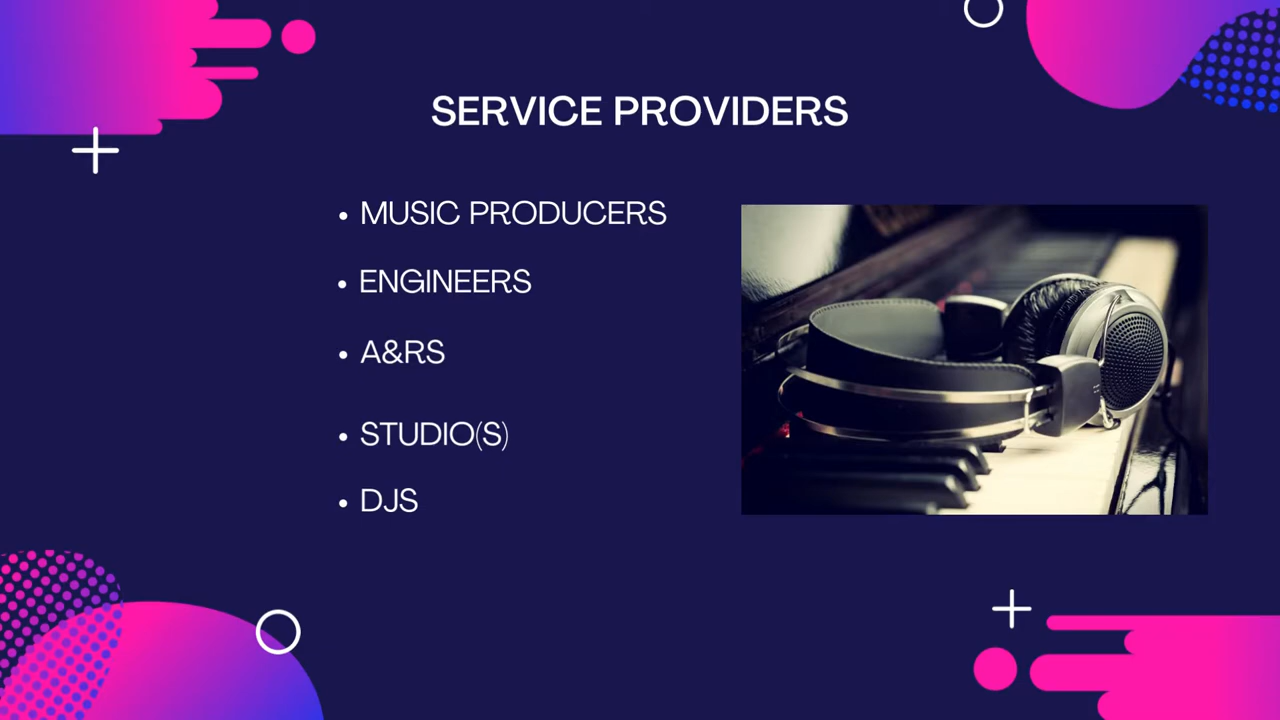 SERVICE PROVIDERS
• MUSIC PRODUCERS
• ENGINEERS
• A&RS
• STUDIO(S)
• DJS